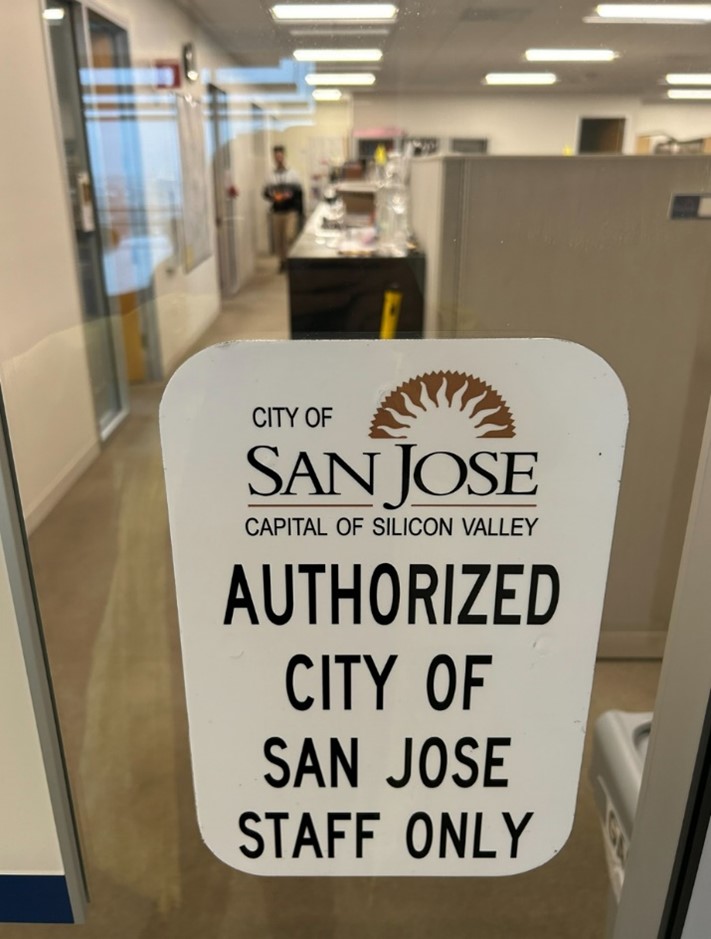 CITY OF
SAN JOSE
CAPITAL OF SILICON VALLEY
AUTHORIZED
CITY OF
SAN JOSE
STAFF ONLY